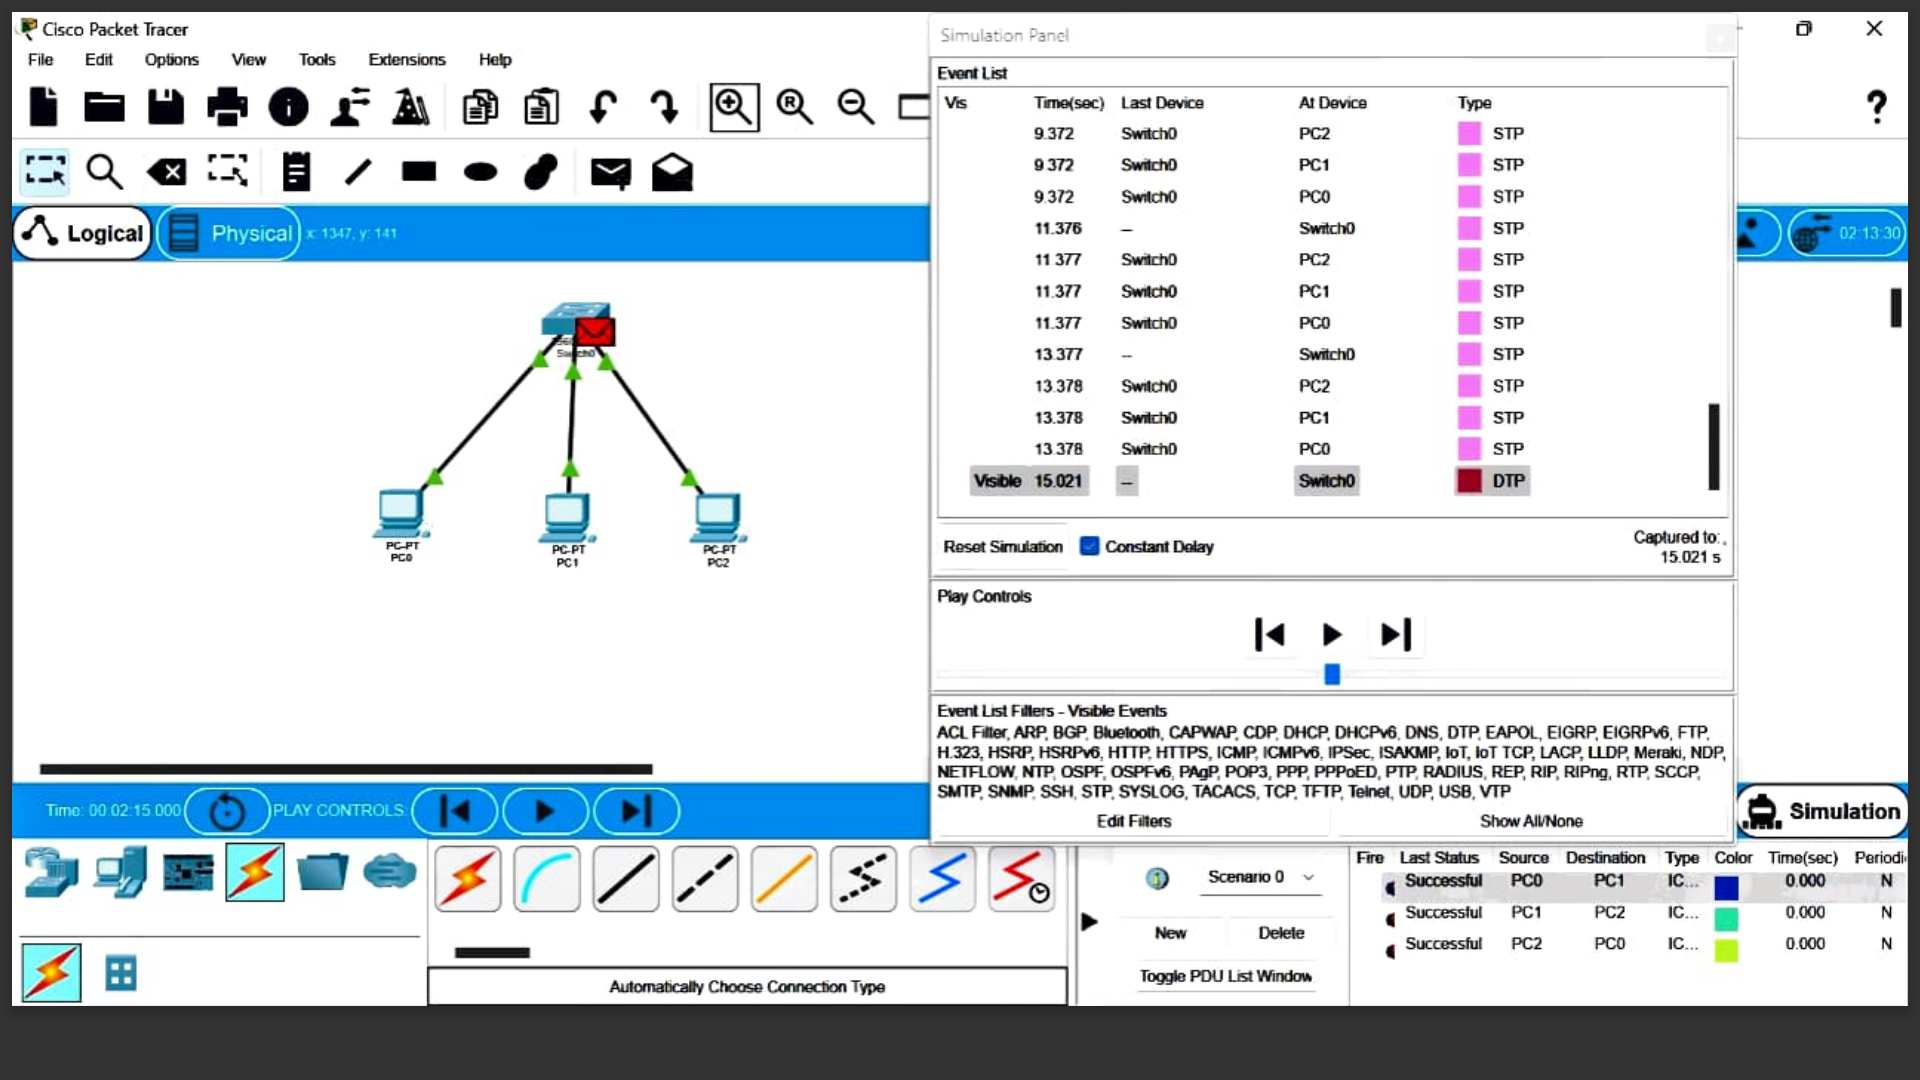 Cisco Packet Tracer
File Edit Options View Tools Extensions Help
Logical
Physical x: 1347, y: 141
Switch0
PC-PT
PC0
PC-PT
PC1
PC-PT
PC2
Simulation Panel
Event List
Vis Time(sec) Last Device At Device Type
9.372 Switch0 PC2 STP
9.372 Switch0 PC1 STP
9.372 Switch0 PC0 STP
11.376 -- Switch0 STP
11.377 Switch0 PC2 STP
11.377 Switch0 PC1 STP
11.377 Switch0 PC0 STP
13.377 -- Switch0 STP
13.378 Switch0 PC2 STP
13.378 Switch0 PC1 STP
13.378 Switch0 PC0 STP
Visible 15.021 -- Switch0 DTP
Reset Simulation Constant Delay
Captured to:
15.021 s
Play Controls
Event List Filters - Visible Events
ACL Filter, ARP, BGP, Bluetooth, CAPWAP, CDP, DHCP, DHCPv6, DNS, DTP, EAPOL, EIGRP, EIGRPv6, FTP,
H.323, HSRP, HSRPv6, HTTP, HTTPS, ICMP, ICMPv6, IPSec, ISAKMP, IoT, IoT TCP, LACP, LLDP, Meraki, NDP,
NETFLOW, NTP, OSPF, OSPFv6, PAgP, POP3, PPP, PPPoED, PTP, RADIUS, REP, RIP, RIPng, RTP, SCCP,
SMTP, SNMP, SSH, STP, SYSLOG, TACACS, TCP, TFTP, Telnet, UDP, USB, VTP
Edit Filters Show All/None
02:13:30
Time: 00:02:15.000 PLAY CONTROLS:
Simulation
Automatically Choose Connection Type
Scenario 0
New Delete
Toggle PDU List Window
Fire Last Status Source Destination Type Color Time(sec) Periodi
Successful PC0 PC1 IC... 0.000 N
Successful PC1 PC2 IC... 0.000 N
Successful PC2 PC0 IC... 0.000 N